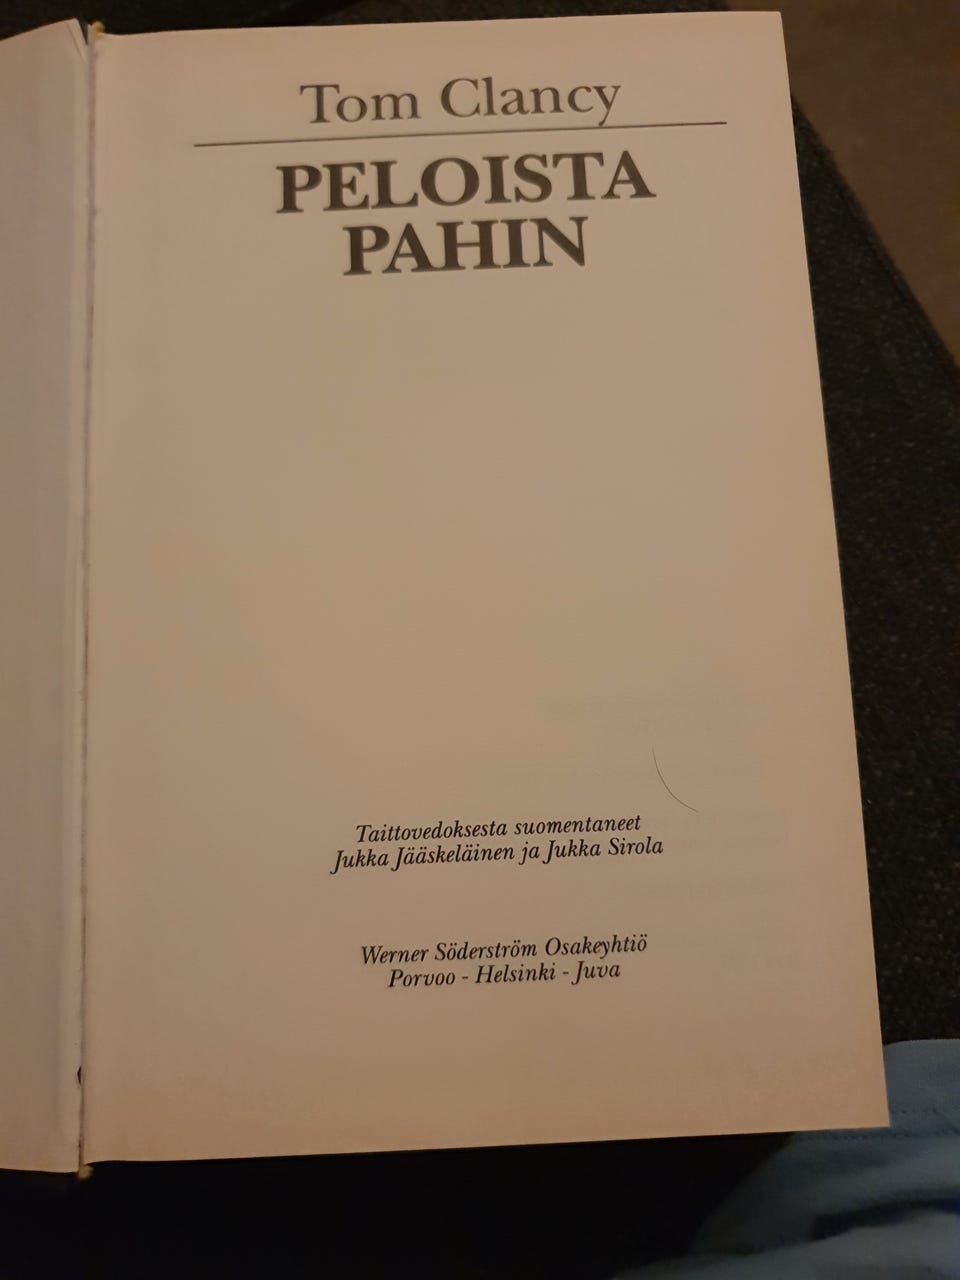 Tom Clancy
PELOISTA
PAHIN
Taittovedoksesta suomentaneet
Jukka Jääskeläinen ja Jukka Sirola
Werner Söderström Osakeyhtiö
Porvoo - Helsinki - Juva